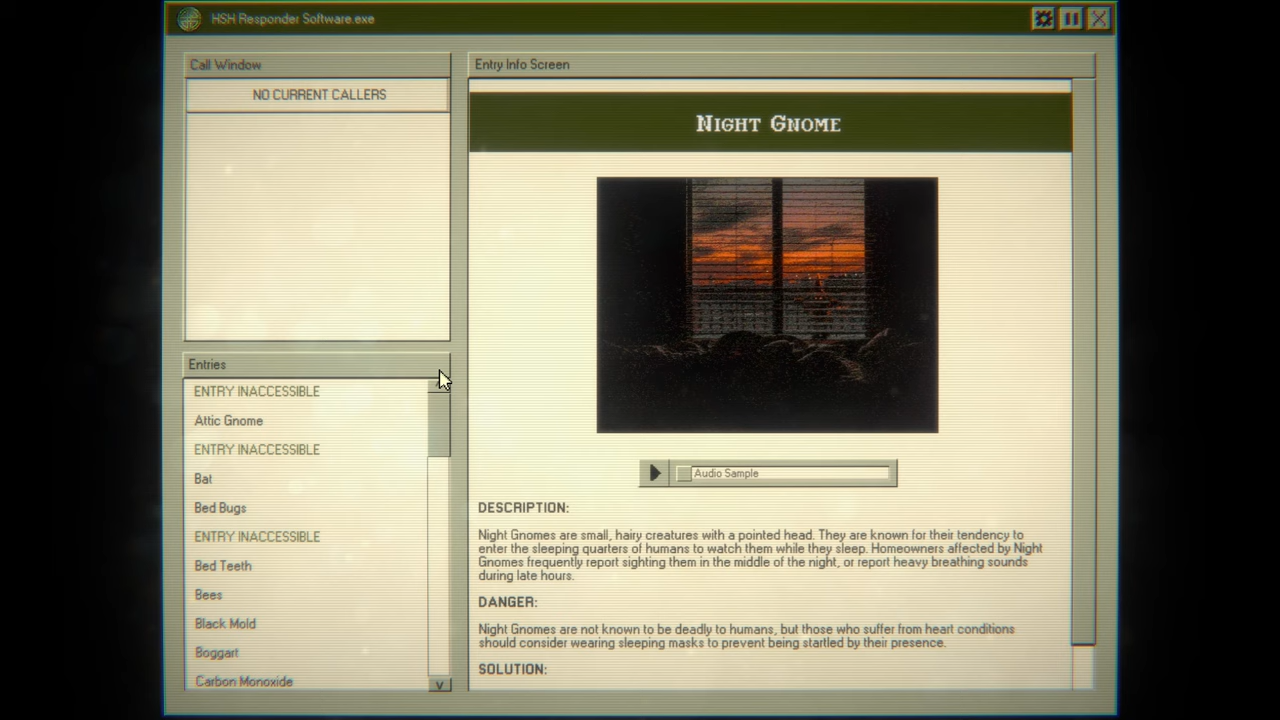 HSH Responder Software.exe
Call Window
NO CURRENT CALLERS
Entries
ENTRY INACCESSIBLE
Attic Gnome
ENTRY INACCESSIBLE
Bat
Bed Bugs
ENTRY INACCESSIBLE
Bed Teeth
Bees
Black Mold
Boggart
Carbon Monoxide
V
Entry Info Screen
Night Gnome
Audio Sample
DESCRIPTION:
Night Gnomes are small, hairy creatures with a pointed head. They are known for their tendency to
enter the sleeping quarters of humans to watch them while they sleep. Homeowners affected by Night
Gnomes frequently report sighting them in the middle of the night, or report heavy breathing sounds
during late hours.
DANGER:
Night Gnomes are not known to be deadly to humans, but those who suffer from heart conditions
should consider wearing sleeping masks to prevent being startled by their presence.
SOLUTION: